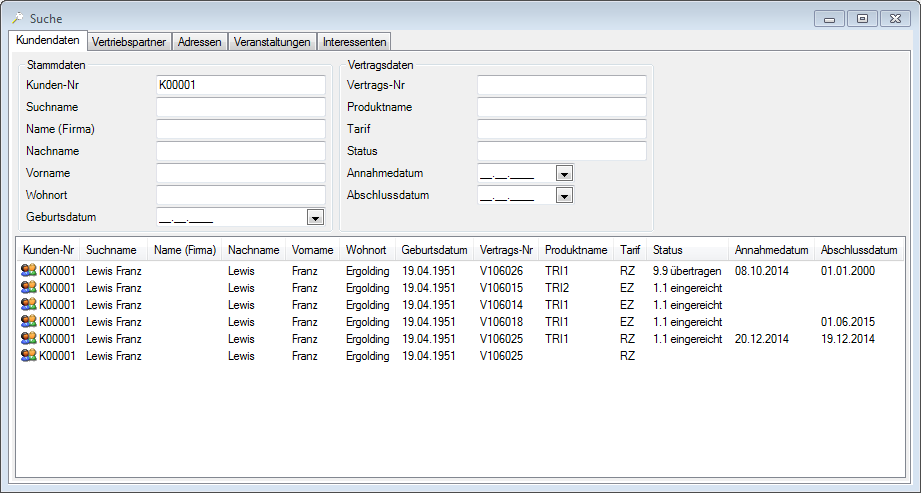 Suche
Kundendaten Vertriebspartner Adressen Veranstaltungen Interessenten
Stammdaten Vertragsdaten
Kunden-Nr K00001 Vertrags-Nr
Suchname Produktname
Name (Firma) Tarif
Nachname Status
Vorname Annahmedatum __.__.____
Wohnort Abschlussdatum __.__.____
Geburtsdatum __.__.____
Kunden-Nr Suchname Name (Firma) Nachname Vorname Wohnort Geburtsdatum Vertrags-Nr Produktname Tarif Status Annahmedatum Abschlussdatum
K00001 Lewis Franz Lewis Franz Ergolding 19.04.1951 V106026 TRI1 RZ 9.9 übertragen 08.10.2014 01.01.2000
K00001 Lewis Franz Lewis Franz Ergolding 19.04.1951 V106015 TRI2 EZ 1.1 eingereicht
K00001 Lewis Franz Lewis Franz Ergolding 19.04.1951 V106014 TRI1 EZ 1.1 eingereicht
K00001 Lewis Franz Lewis Franz Ergolding 19.04.1951 V106018 TRI1 EZ 1.1 eingereicht 01.06.2015
K00001 Lewis Franz Lewis Franz Ergolding 19.04.1951 V106025 TRI1 RZ 1.1 eingereicht 20.12.2014 19.12.2014
K00001 Lewis Franz Lewis Franz Ergolding 19.04.1951 V106025 RZ